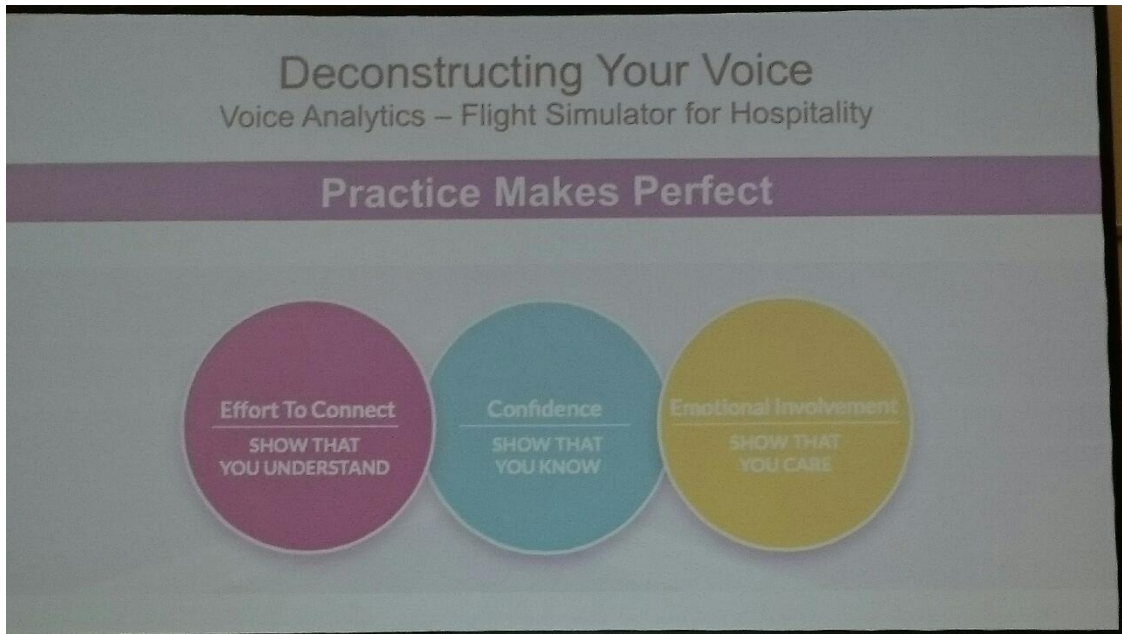 Deconstructing Your Voice
Voice Analytics – Flight Simulator for Hospitality
Practice Makes Perfect
Effort To Connect
SHOW THAT
YOU UNDERSTAND
Confidence
SHOW THAT
YOU KNOW
Emotional Involvement
SHOW THAT
YOU CARE